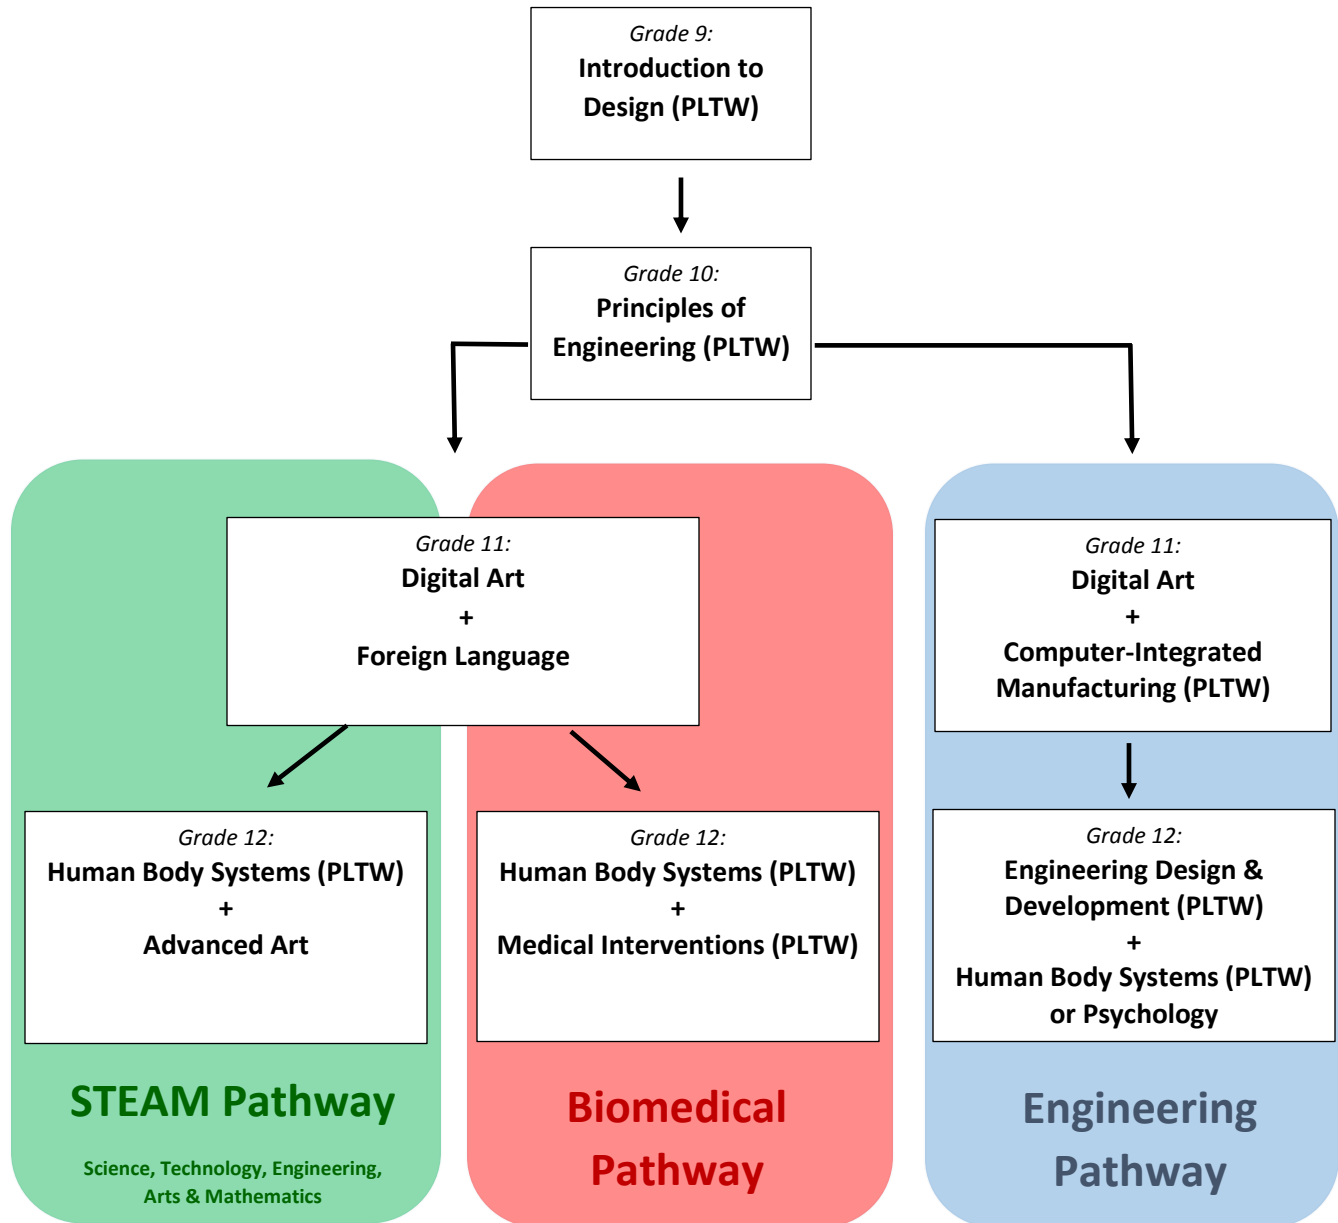 Grade 9:
Introduction to
Design (PLTW)
Grade 10:
Principles of
Engineering (PLTW)
Grade 11:
Digital Art
+
Foreign Language
Grade 11:
Digital Art
+
Computer-Integrated
Manufacturing (PLTW)
Grade 12:
Human Body Systems (PLTW)
+
Advanced Art
Grade 12:
Human Body Systems (PLTW)
+
Medical Interventions (PLTW)
Grade 12:
Engineering Design &
Development (PLTW)
+
Human Body Systems (PLTW)
or Psychology
STEAM Pathway
Science, Technology, Engineering,
Arts & Mathematics
Biomedical
Pathway
Engineering
Pathway